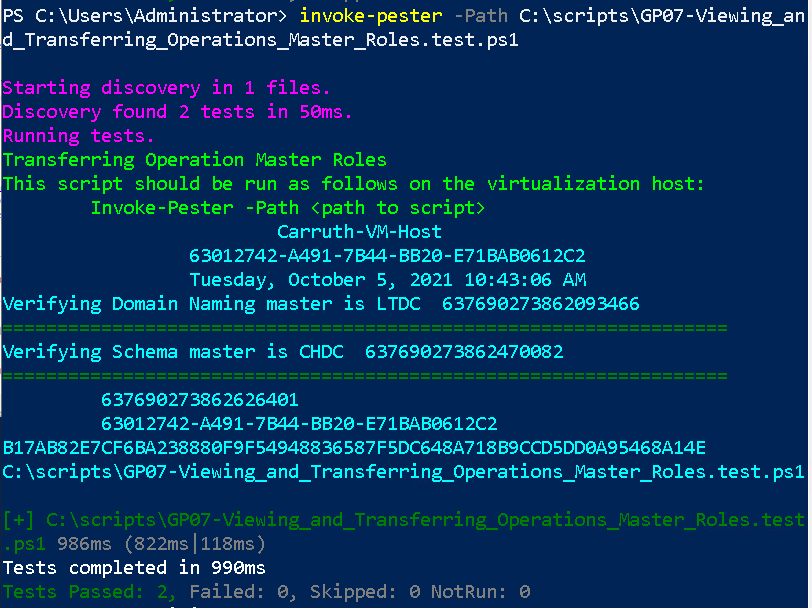 PS C:\Users\Administrator> invoke-pester -Path C:\scripts\GP07-Viewing_an
d_Transferring_Operations_Master_Roles.test.ps1
Starting discovery in 1 files.
Discovery found 2 tests in 50ms.
Running tests.
Transferring Operation Master Roles
This script should be run as follows on the virtualization host:
Invoke-Pester -Path <path to script>
Carruth-VM-Host
63012742-A491-7B44-BB20-E71BAB0612C2
Tuesday, October 5, 2021 10:43:06 AM
Verifying Domain Naming master is LTDC  637690273862093466
==================================================================
Verifying Schema master is CHDC  637690273862470082
==================================================================
637690273862626401
63012742-A491-7B44-BB20-E71BAB0612C2
B17AB82E7CF6BA238880F9F54948836587F5DC648A718B9CCD5DD0A95468A14E
C:\scripts\GP07-Viewing_and_Transferring_Operations_Master_Roles.test.ps1
[+] C:\scripts\GP07-Viewing_and_Transferring_Operations_Master_Roles.test
.ps1 986ms (822ms|118ms)
Tests completed in 990ms
Tests Passed: 2, Failed: 0, Skipped: 0 NotRun: 0